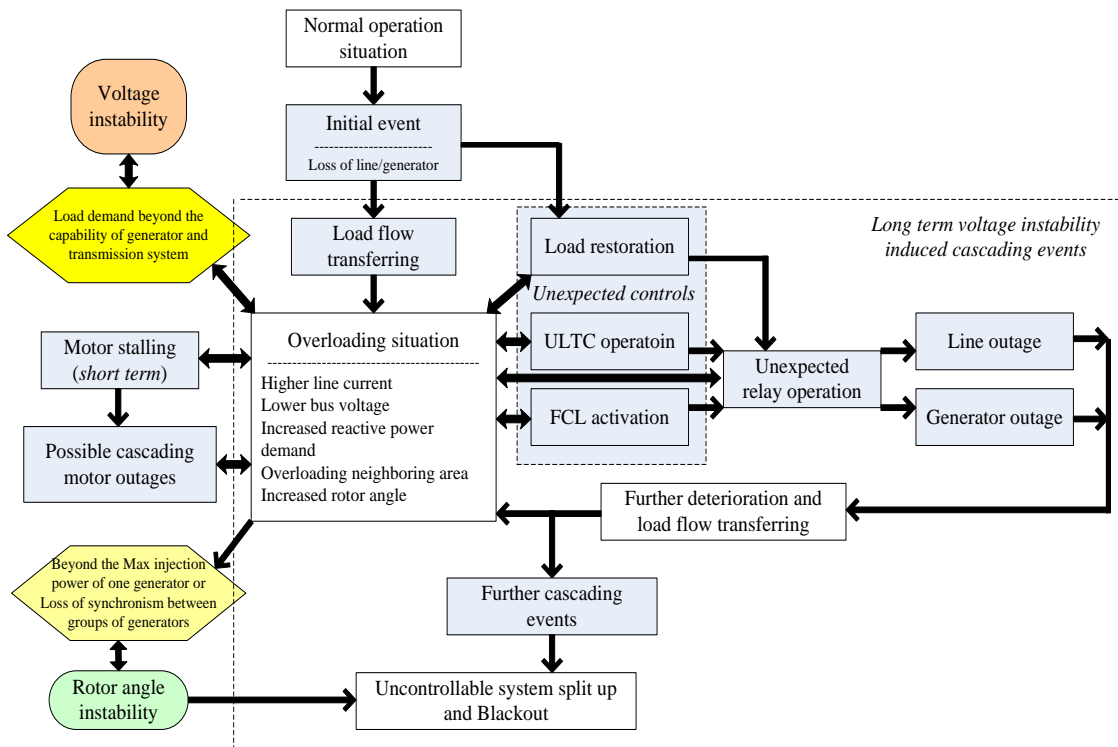 Normal operation
situation
Voltage
instability
Initial event
Loss of line/generator
Load demand beyond the
capability of generator and
transmission system
Load flow
transferring
Load restoration
Long term voltage instability
induced cascading events
Unexpected controls
Overloading situation
Higher line current
Lower bus voltage
Increased reactive power
demand
Overloading neighboring area
Increased rotor angle
Motor stalling
(short term)
ULTC operatoin
Unexpected
relay operation
Line outage
FCL activation
Generator outage
Possible cascading
motor outages
Further deterioration and
load flow transferring
Beyond the Max injection
power of one generator or
Loss of synchronism between
groups of generators
Further cascading
events
Rotor angle
instability
Uncontrollable system split up
and Blackout